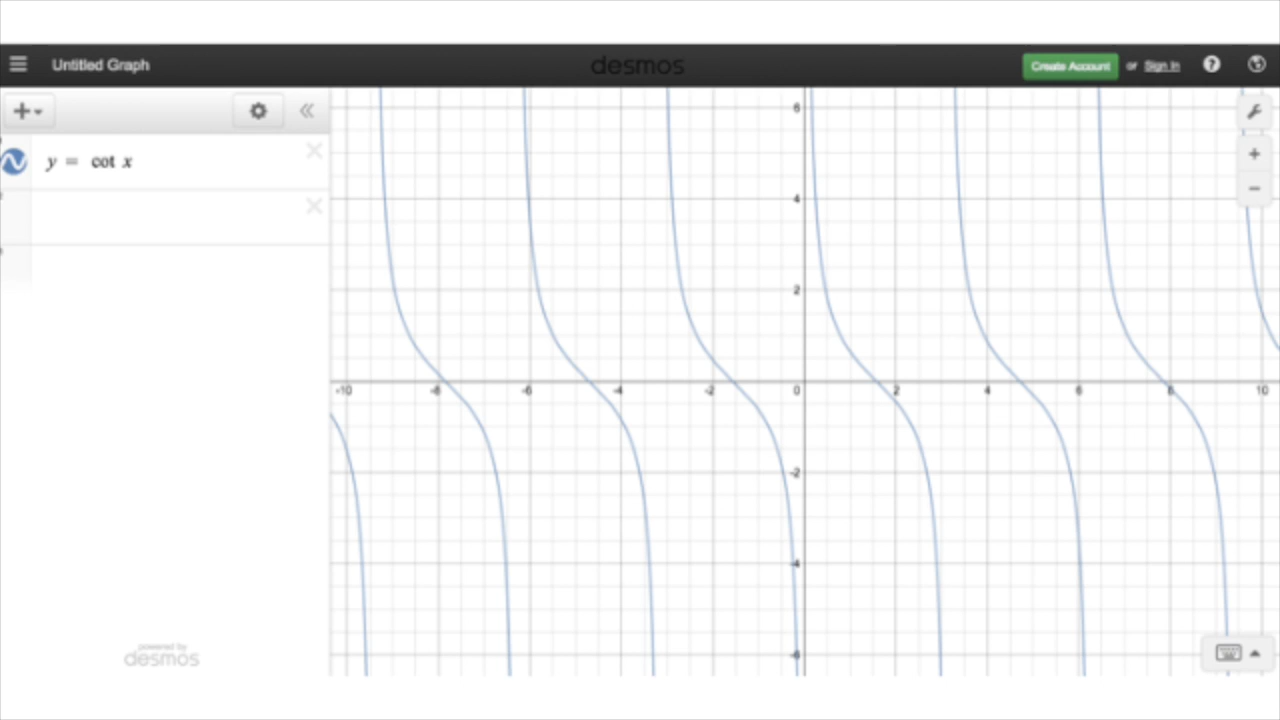 Untitled Graph
desmos
Create Account or Sign In
y = cot x
6
4
2
-10 -8 -6 -4 -2 0 2 4 6 8 10
-2
-4
-6
powered by
desmos